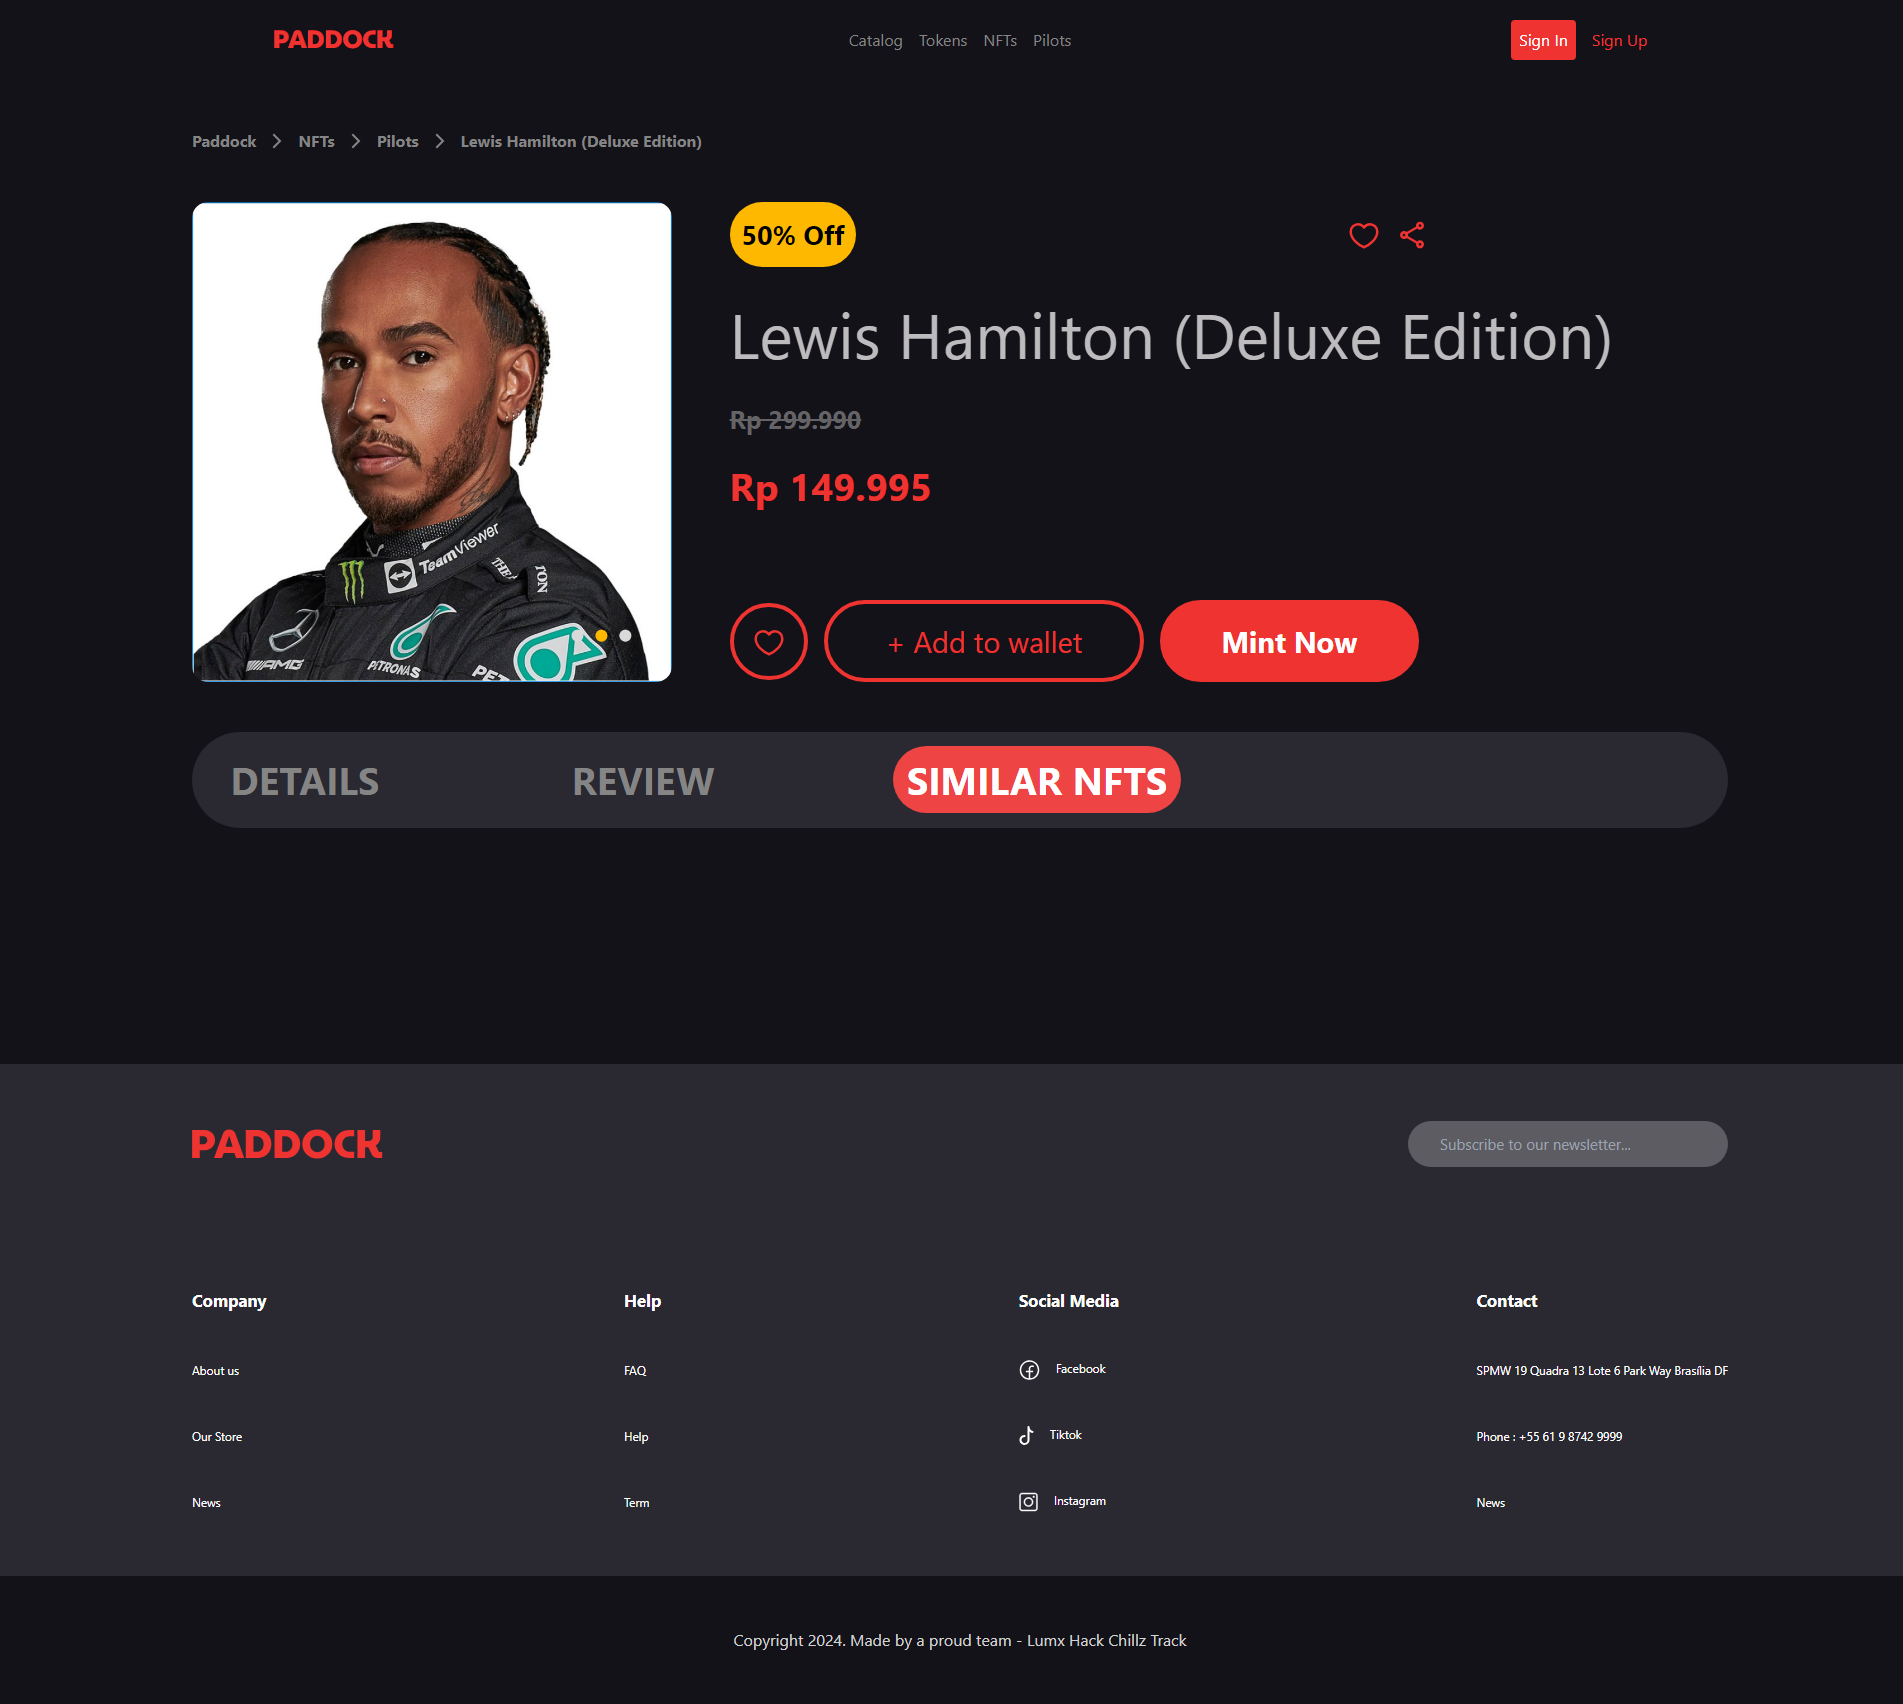 PADDOCK
Catalog Tokens NFTs Pilots
Sign In Sign Up
Paddock > NFTs > Pilots > Lewis Hamilton (Deluxe Edition)
50% Off
Lewis Hamilton (Deluxe Edition)
Rp 299.990
Rp 149.995
TeamViewer
AMG
PETRONAS
+ Add to wallet
Mint Now
DETAILS REVIEW SIMILAR NFTS
PADDOCK
Subscribe to our newsletter...
Company Help Social Media Contact
About us FAQ Facebook SPMW 19 Quadra 13 Lote 6 Park Way Brasília DF
Our Store Help Tiktok Phone : +55 61 9 8742 9999
News Term Instagram News
Copyright 2024. Made by a proud team - Lumx Hack Chillz Track